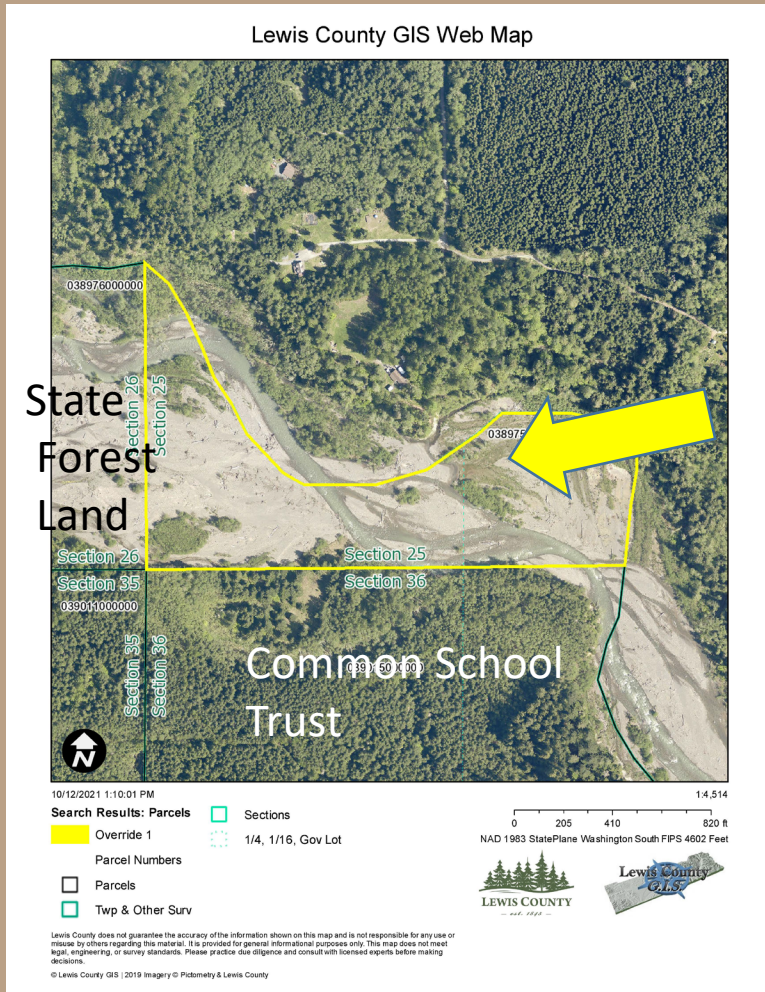 Lewis County GIS Web Map
038976000000
Section 26
Section 25
State
Forest
Land
03897
Section 26
Section 25
Section 35
Section 36
039011000000
Section 35
Section 36
Common School
Trust
N
10/12/2021 1:10:01 PM
1:4,514
Search Results: Parcels
Override 1
Parcel Numbers
Parcels
Twp & Other Surv
Sections
1/4, 1/16, Gov Lot
0 205 410 820 ft
NAD 1983 StatePlane Washington South FIPS 4602 Feet
LEWIS COUNTY
est. 1845
Lewis County
G.I.S.
Lewis County does not guarantee the accuracy of the information shown on this map and is not responsible for any use or
misuse by others regarding this material. It is provided for general informational purposes only. This map does not meet
legal, engineering, or survey standards. Please practice due diligence and consult with licensed experts before making
decisions.
© Lewis County GIS | 2019 Imagery © Pictometry & Lewis County